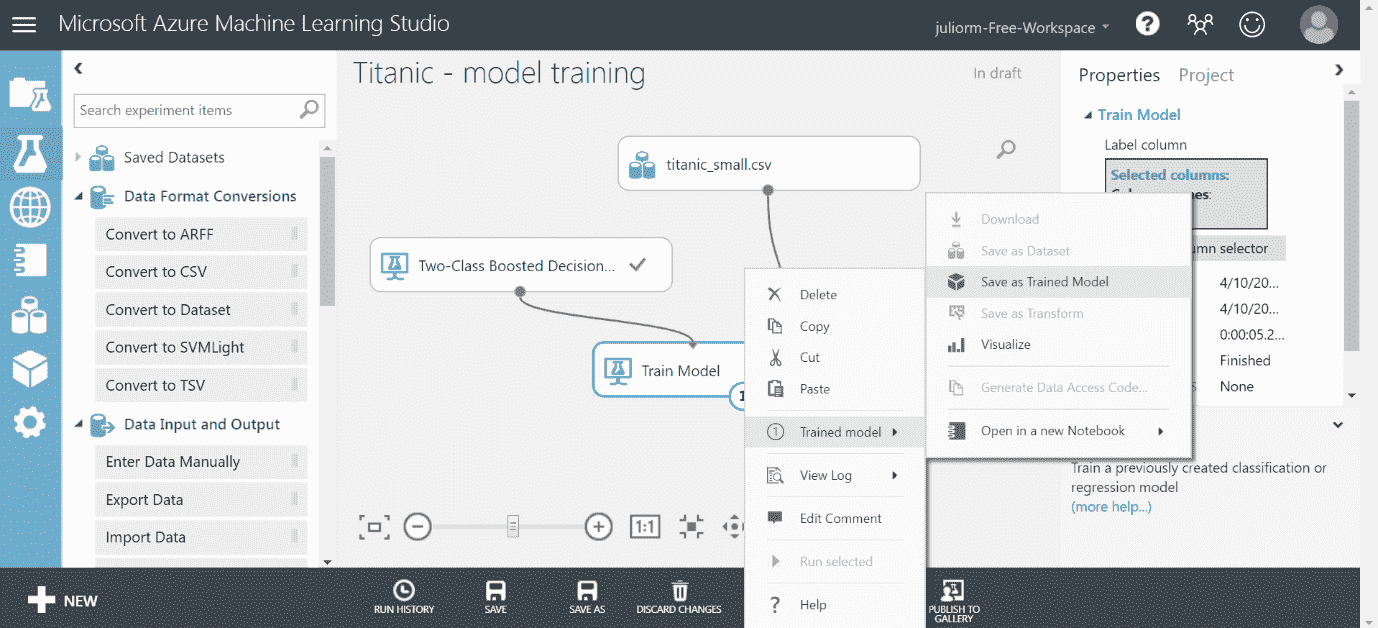 Microsoft Azure Machine Learning Studio
juliorm-Free-Workspace
?
Search experiment items
Saved Datasets
Data Format Conversions
Convert to ARFF
Convert to CSV
Convert to Dataset
Convert to SVMLight
Convert to TSV
Data Input and Output
Enter Data Manually
Export Data
Import Data
Titanic - model training
In draft
titanic_small.csv
Two-Class Boosted Decision...
Train Model
1:1
Delete
Copy
Cut
Paste
1 Trained model
View Log
Edit Comment
Run selected
? Help
Download
Save as Dataset
Save as Trained Model
Save as Transform
Visualize
Generate Data Access Code...
Open in a new Notebook
Properties Project
Train Model
Label column
Selected columns:
4/10/20...
4/10/20...
0:00:05.2...
Finished
None
Train a previously created classification or
regression model
(more help...)
NEW
RUN HISTORY
SAVE
SAVE AS
DISCARD CHANGES
PUBLISH TO
GALLERY